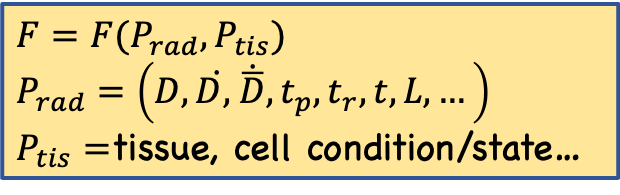 F = F(P_rad, P_tis)
P_rad = (D, Ḋ, D̄̇, t_p, t_r, t, L, … )
P_tis =tissue, cell condition/state…